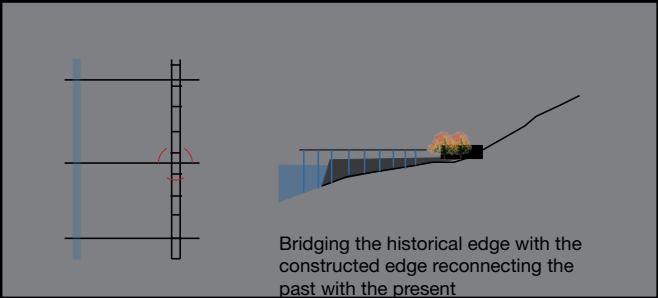 Bridging the historical edge with the
constructed edge reconnecting the
past with the present